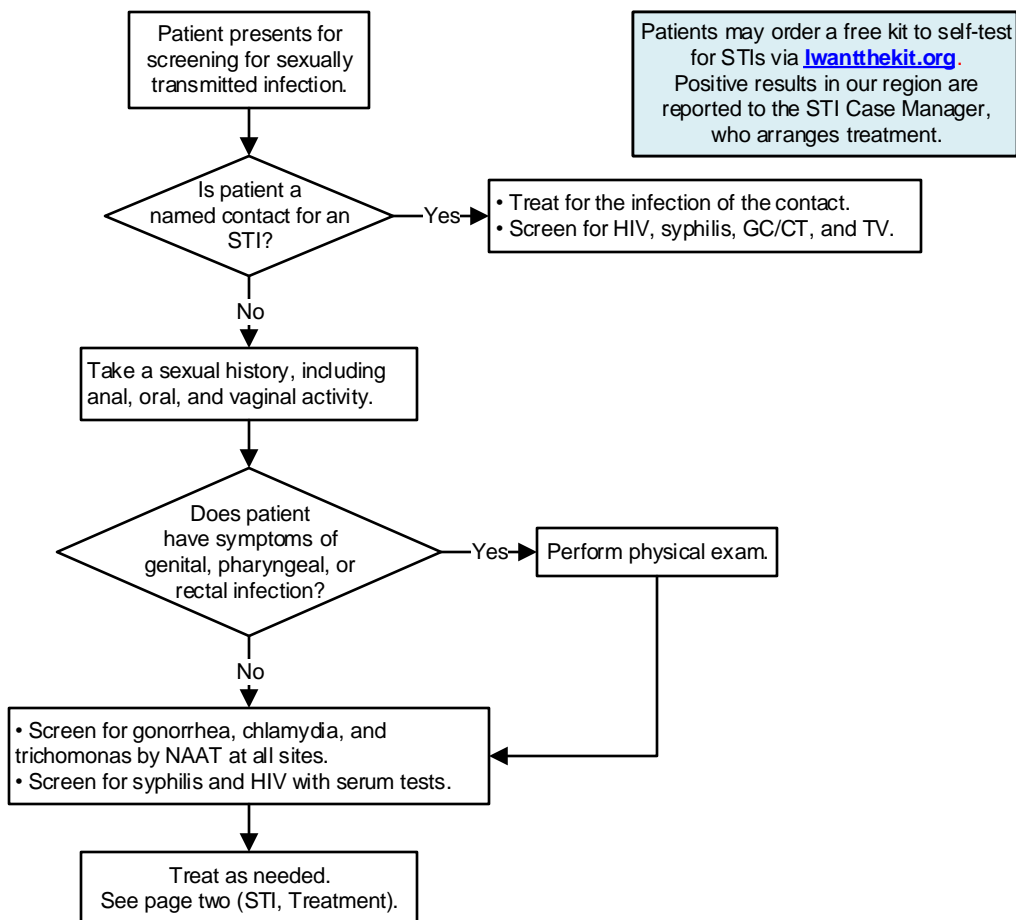 Patient presents for
screening for sexually
transmitted infection.
Patients may order a free kit to self-test
for STIs via Iwantthekit.org.
Positive results in our region are
reported to the STI Case Manager,
who arranges treatment.
Is patient a
named contact for an
STI?
Yes
• Treat for the infection of the contact.
• Screen for HIV, syphilis, GC/CT, and TV.
No
Take a sexual history, including
anal, oral, and vaginal activity.
Does patient
have symptoms of
genital, pharyngeal, or
rectal infection?
Yes
Perform physical exam.
No
• Screen for gonorrhea, chlamydia, and
trichomonas by NAAT at all sites.
• Screen for syphilis and HIV with serum tests.
Treat as needed.
See page two (STI, Treatment).